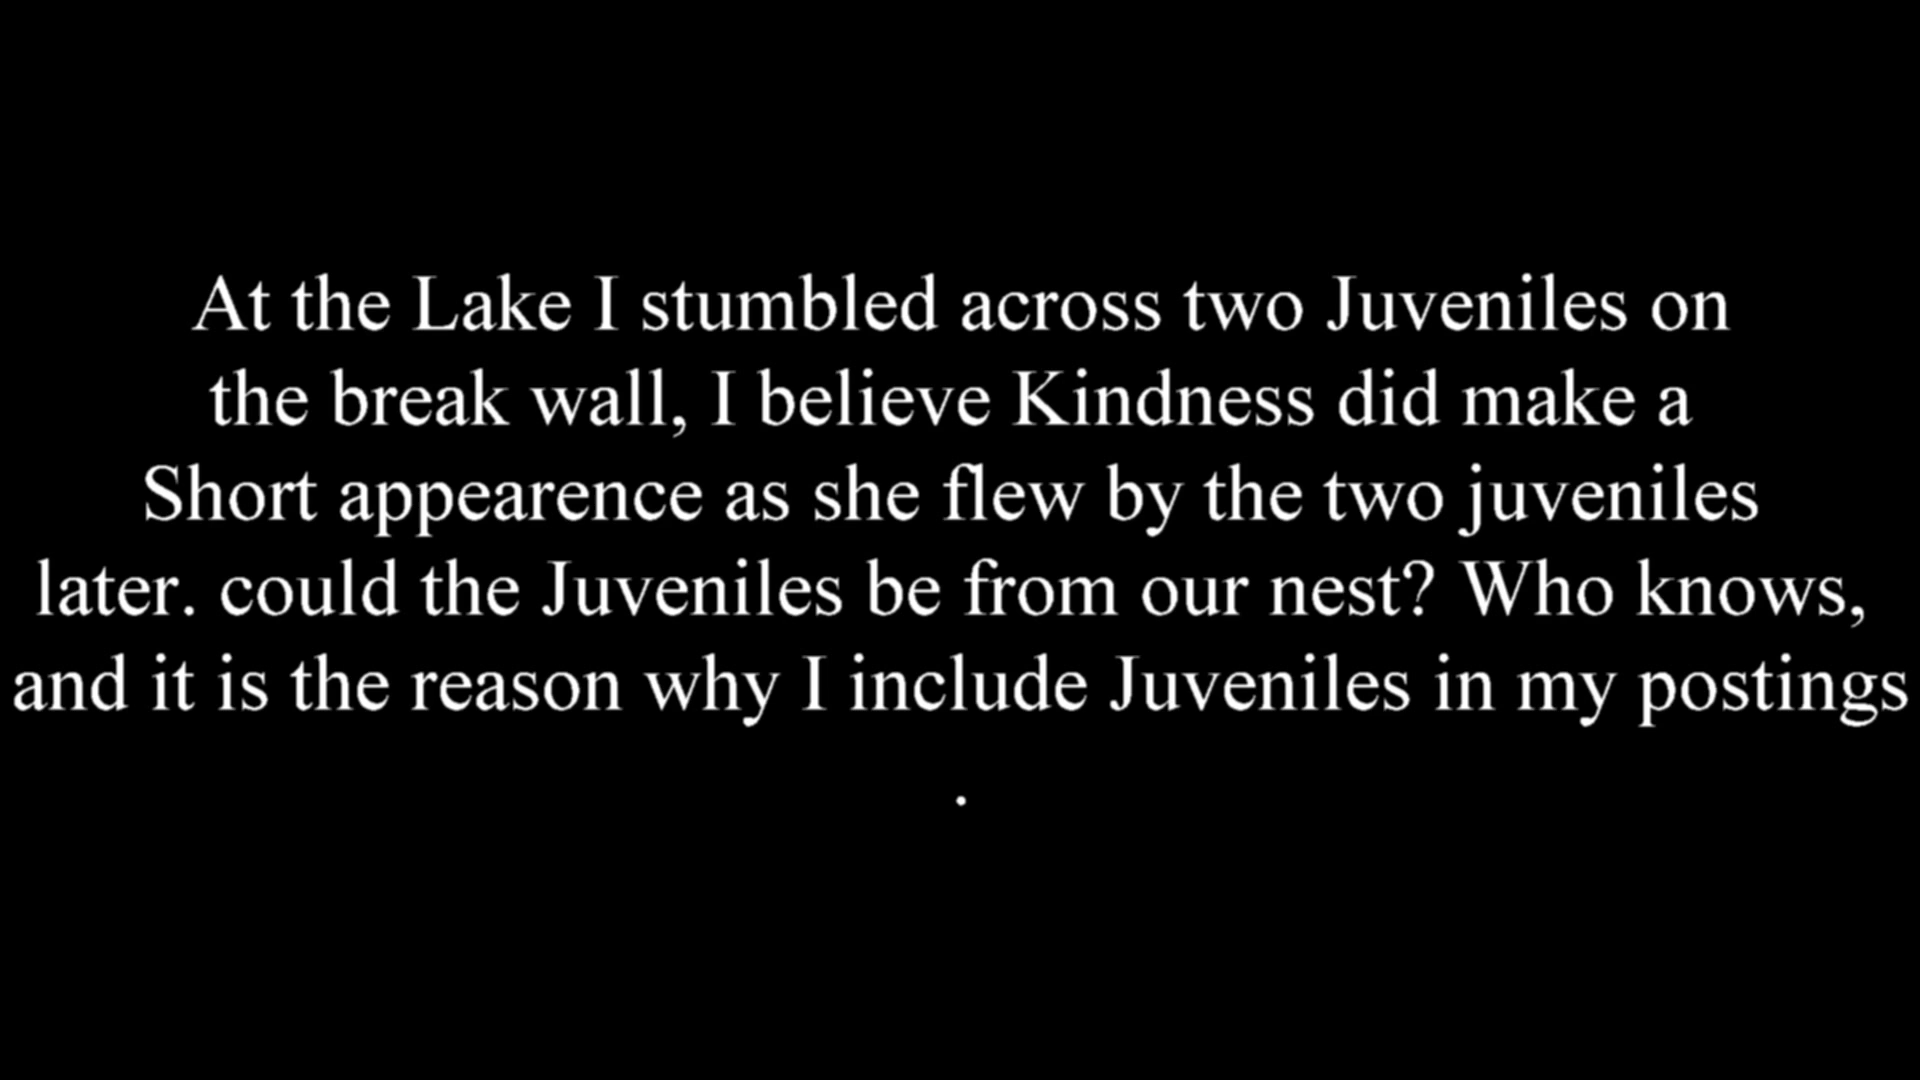 At the Lake I stumbled across two Juveniles on
the break wall, I believe Kindness did make a
Short appearence as she flew by the two juveniles
later. could the Juveniles be from our nest? Who knows,
and it is the reason why I include Juveniles in my postings
.